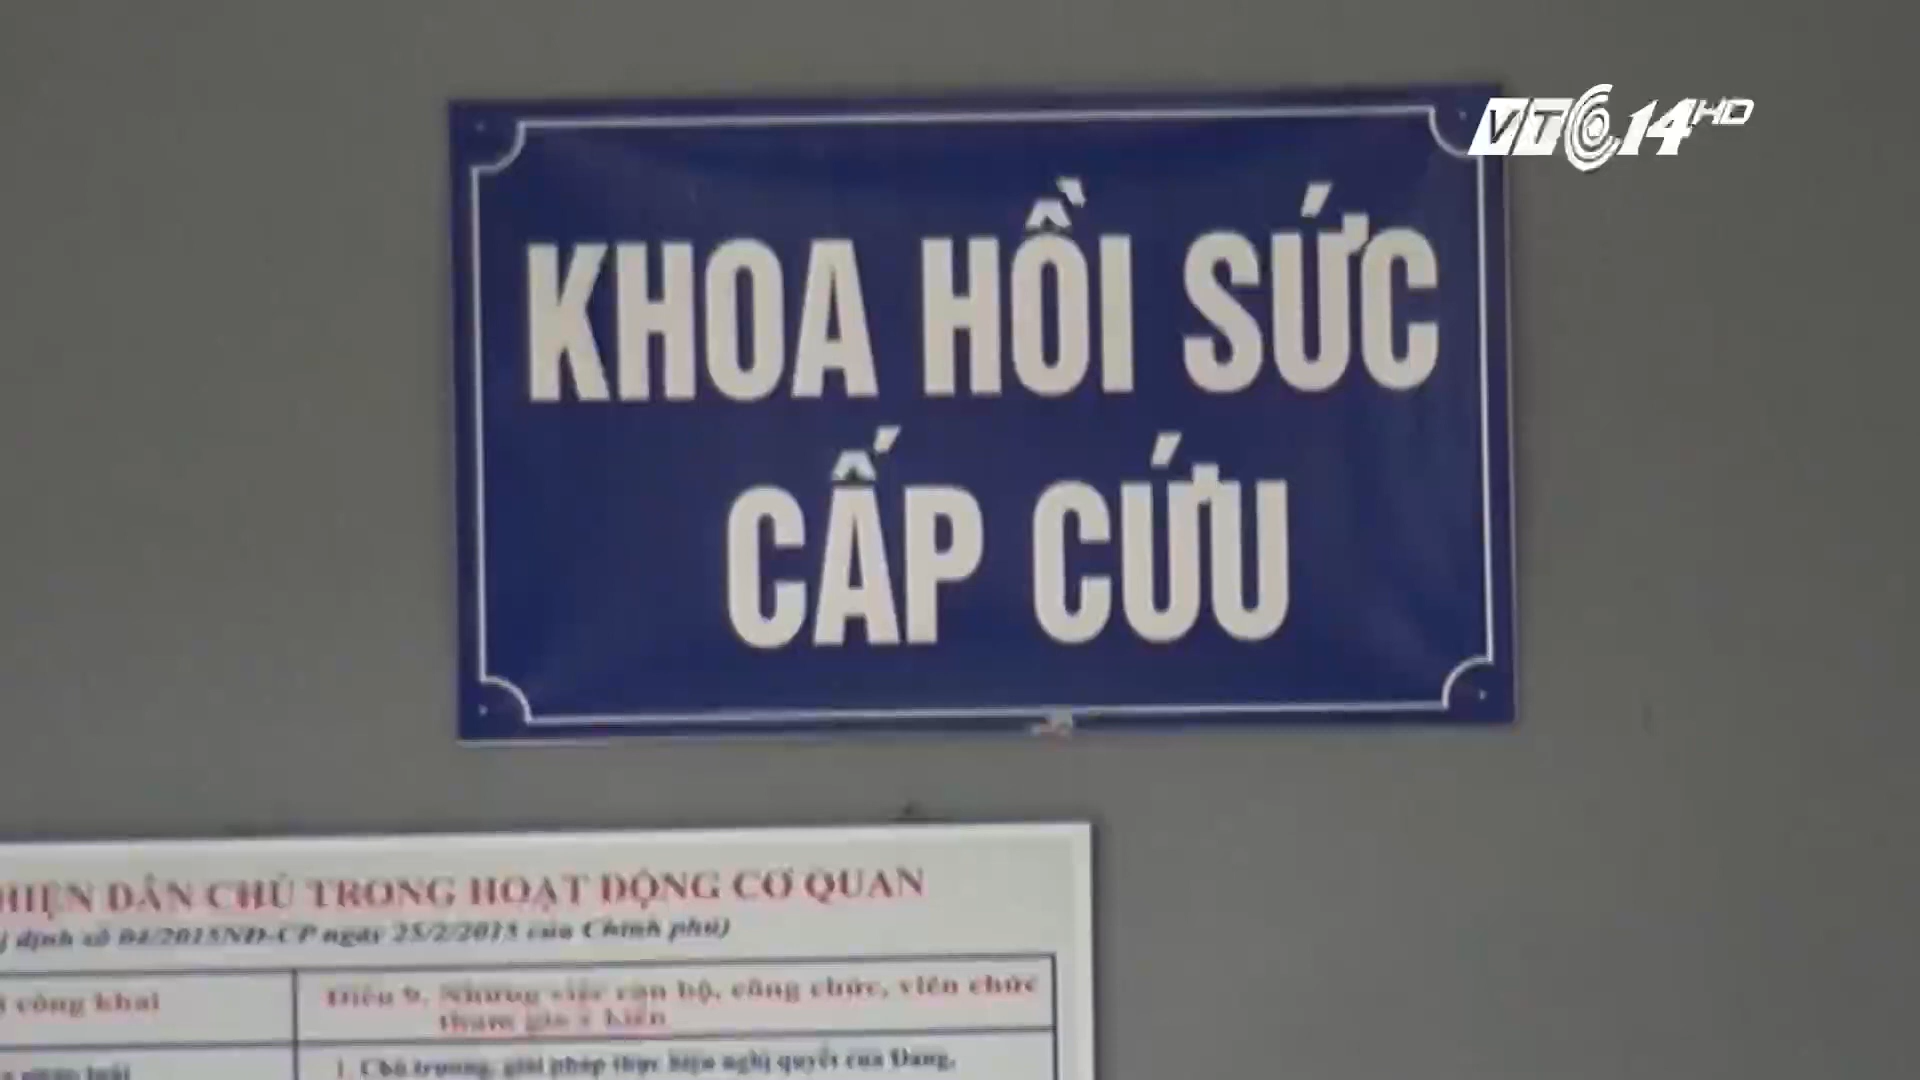 VTC14 HD
KHOA HỒI SỨC
CẤP CỨU
HIỆN DÂN CHỦ TRONG HOẠT ĐỘNG CƠ QUAN
định số 04/2015NĐ-CP ngày 25/2/2015 của Chính phủ)
công khai
Điều 9. Những việc cán bộ, công chức, viên chức
tham gia ý kiến
1. Chủ trương, giải pháp thực hiện nghị quyết của Đảng,